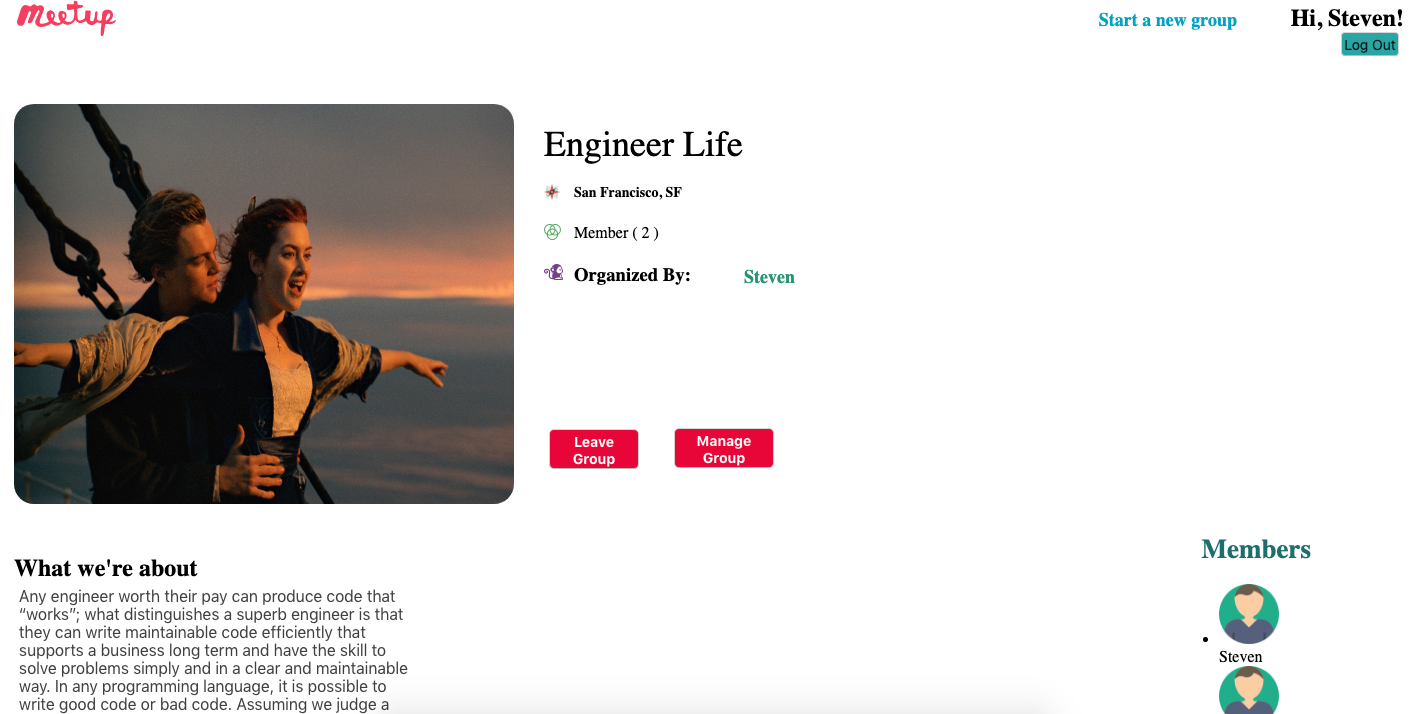 Meetup
Start a new group
Hi, Steven!
Log Out
Engineer Life
San Francisco, SF
Member ( 2 )
Organized By:
Steven
Leave
Group
Manage
Group
What we're about
Any engineer worth their pay can produce code that
“works”; what distinguishes a superb engineer is that
they can write maintainable code efficiently that
supports a business long term and have the skill to
solve problems simply and in a clear and maintainable
way. In any programming language, it is possible to
write good code or bad code. Assuming we judge a
Members
Steven